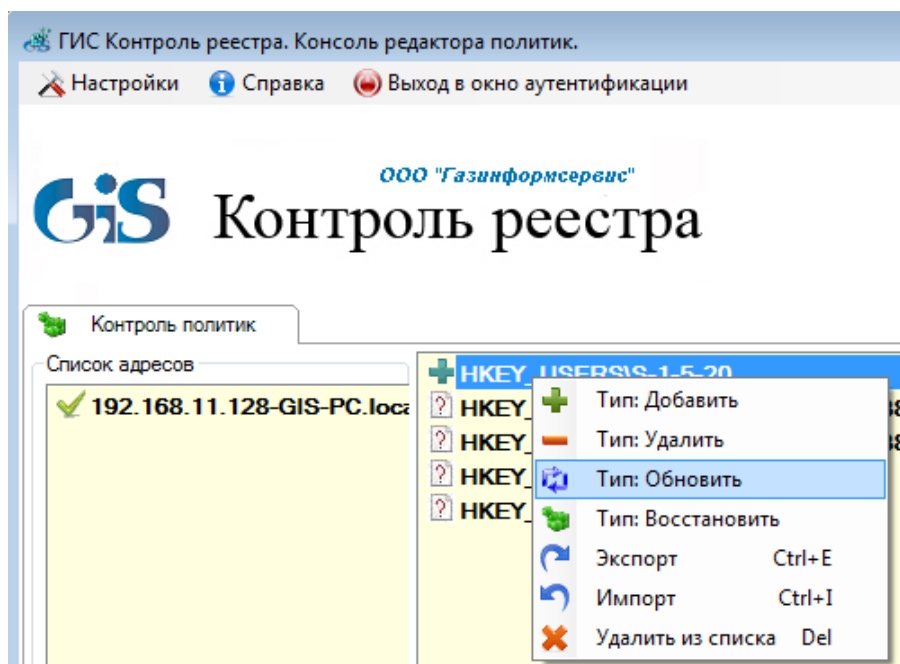 ГИС Контроль реестра. Консоль редактора политик.
Настройки Справка Выход в окно аутентификации
ООО "Газинформсервис"
GiS Контроль реестра
Контроль политик
Список адресов
192.168.11.128-GIS-PC.loca
HKEY_USERS\S-1-5-20
HKEY_
HKEY_
HKEY_
HKEY_
Тип: Добавить
Тип: Удалить
Тип: Обновить
Тип: Восстановить
Экспорт Ctrl+E
Импорт Ctrl+I
Удалить из списка Del